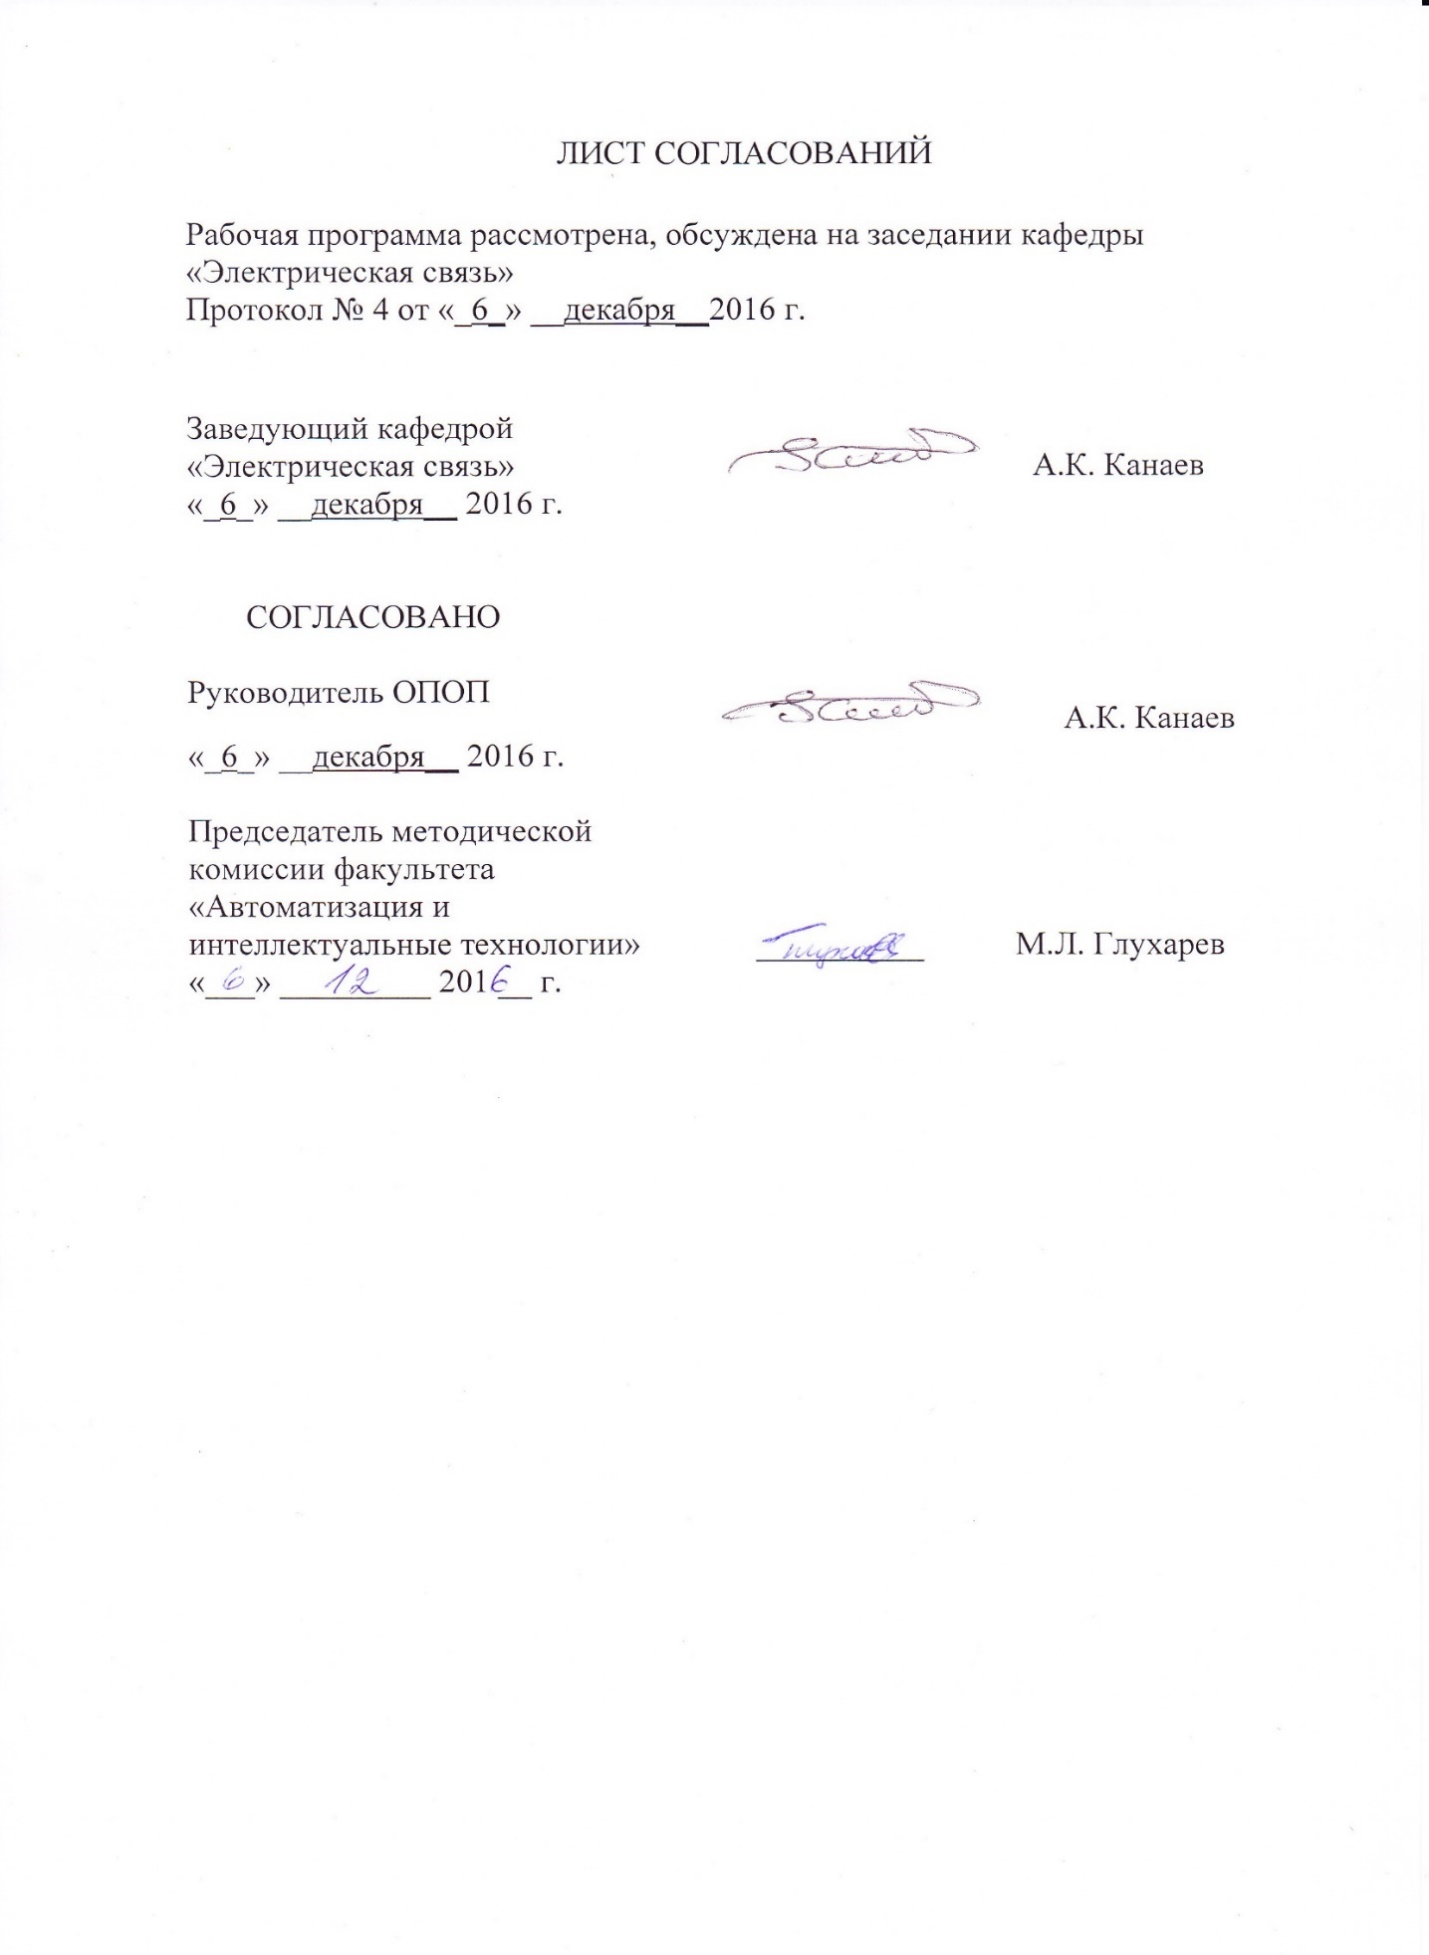 ЛИСТ СОГЛАСОВАНИЙ
Рабочая программа рассмотрена, обсуждена на заседании кафедры
«Электрическая связь»
Протокол № 4 от «_6_» __декабря__2016 г.
Заведующий кафедрой
«Электрическая связь» А.К. Канаев
«_6_» __декабря__ 2016 г.
СОГЛАСОВАНО
Руководитель ОПОП
А.К. Канаев
«_6_» __декабря__ 2016 г.
Председатель методической
комиссии факультета
«Автоматизация и
интеллектуальные технологии» М.Л. Глухарев
«6» 12 2016 г.